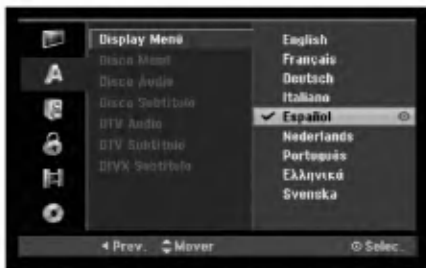 Display Menú
Disco Menú
Disco Audio
Disco Subtítulo
DTV Audio
DTV Subtítulo
DIVX Subtítulo
A
English
Français
Deutsch
Italiano
✓ Español
Nederlands
Português
Ελληνικά
Svenska
Prev.
Mover
Selec.